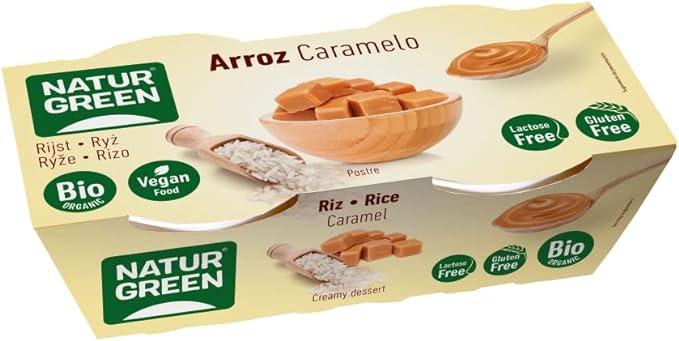 NATUR
GREEN
Arroz Caramelo
Rijst • Ryż
Rýže • Rizo
Bio
ORGANIC
Vegan
Food
Postre
Lactose
Free
Gluten
Free
NATUR
GREEN
Riz • Rice
Caramel
Creamy dessert
Lactose
Free
Gluten
Free
Bio
ORGANIC